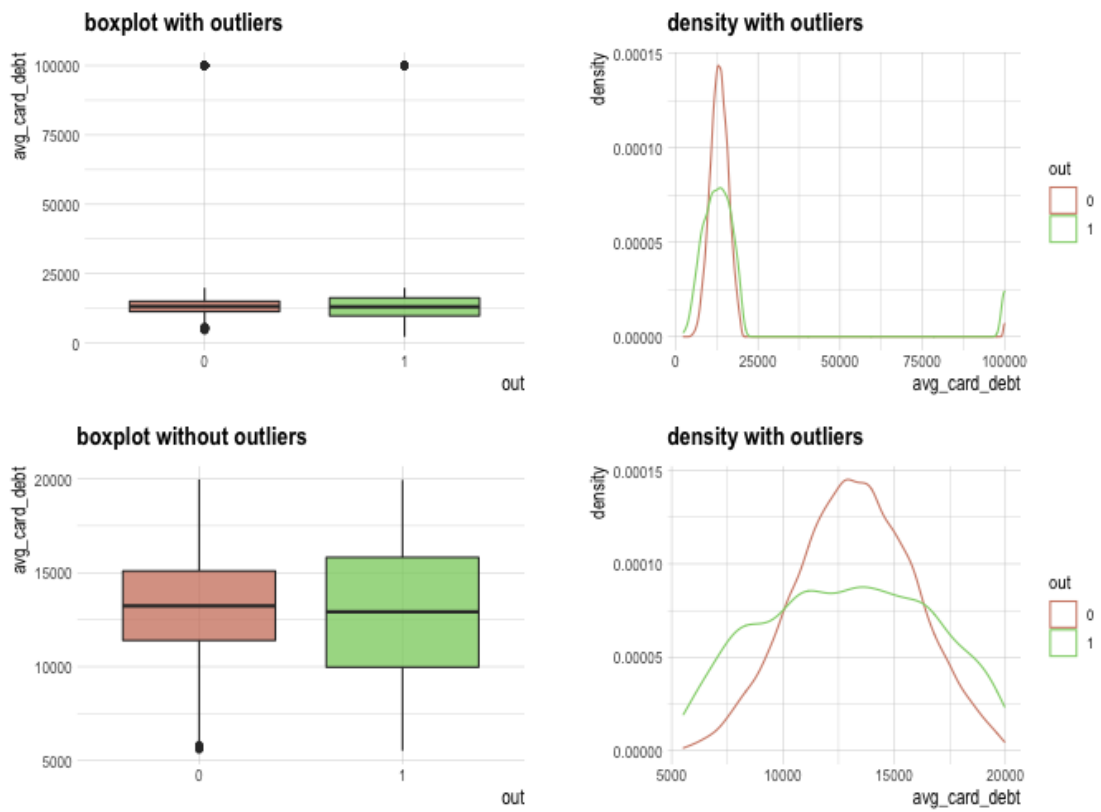 boxplot with outliers
avg_card_debt
100000
75000
50000
25000
0
0
1
out
density with outliers
density
0.00015
0.00010
0.00005
0.00000
0
25000
50000
75000
100000
avg_card_debt
out
0
1
boxplot without outliers
avg_card_debt
20000
15000
10000
5000
0
1
out
density with outliers
density
0.00015
0.00010
0.00005
0.00000
5000
10000
15000
20000
avg_card_debt
out
0
1